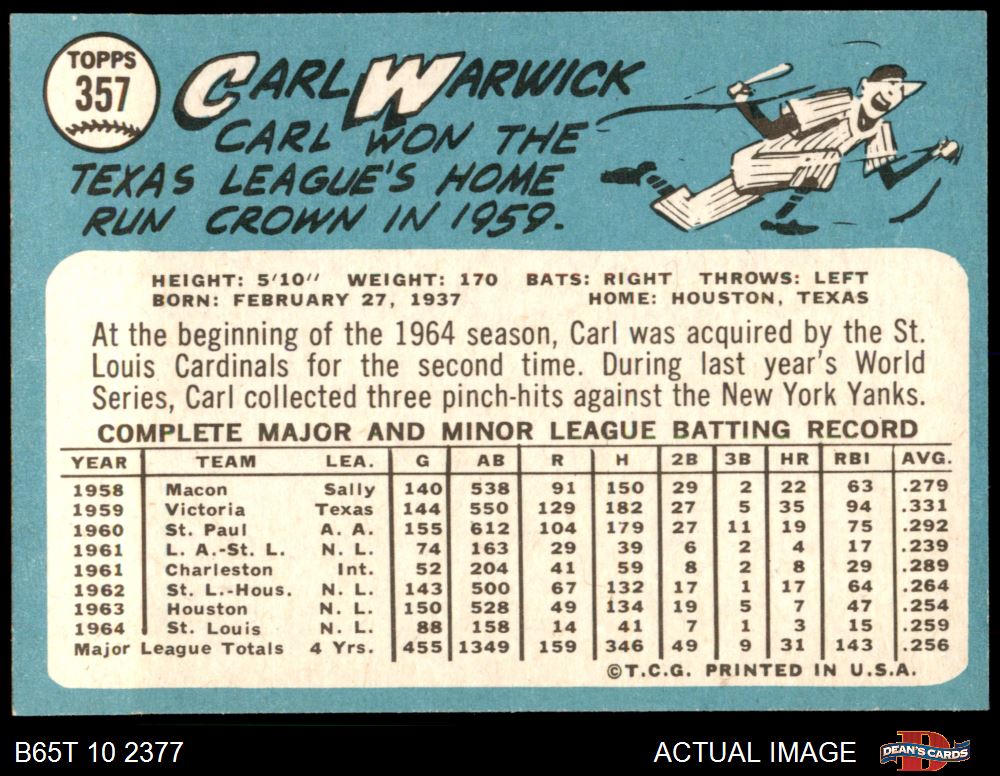 TOPPS
357
CARL WARWICK
CARL WON THE
TEXAS LEAGUE'S HOME
RUN CROWN IN 1959.
HEIGHT: 5'10" WEIGHT: 170 BATS: RIGHT THROWS: LEFT
BORN: FEBRUARY 27, 1937 HOME: HOUSTON, TEXAS
At the beginning of the 1964 season, Carl was acquired by the St.
Louis Cardinals for the second time. During last year's World
Series, Carl collected three pinch-hits against the New York Yanks.
COMPLETE MAJOR AND MINOR LEAGUE BATTING RECORD
YEAR TEAM LEA. G AB R H 2B 3B HR RBI AVG.
1958 Macon Sally 140 538 91 150 29 2 22 63 .279
1959 Victoria Texas 144 550 129 182 27 5 35 94 .331
1960 St. Paul A. A. 155 612 104 179 27 11 19 75 .292
1961 L. A.-St. L. N. L. 74 163 29 39 6 2 4 17 .239
1961 Charleston Int. 52 204 41 59 8 2 8 29 .289
1962 St. L.-Hous. N. L. 143 500 67 132 17 1 17 64 .264
1963 Houston N. L. 150 528 49 134 19 5 7 47 .254
1964 St. Louis N. L. 88 158 14 41 7 1 3 15 .259
Major League Totals 4 Yrs. 455 1349 159 346 49 9 31 143 .256
©T.C.G. PRINTED IN U.S.A.
B65T 10 2377 ACTUAL IMAGE DEAN'S CARDS